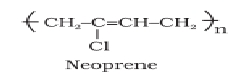 ( CH₂–C=CH–CH₂ )n
Cl
Neoprene